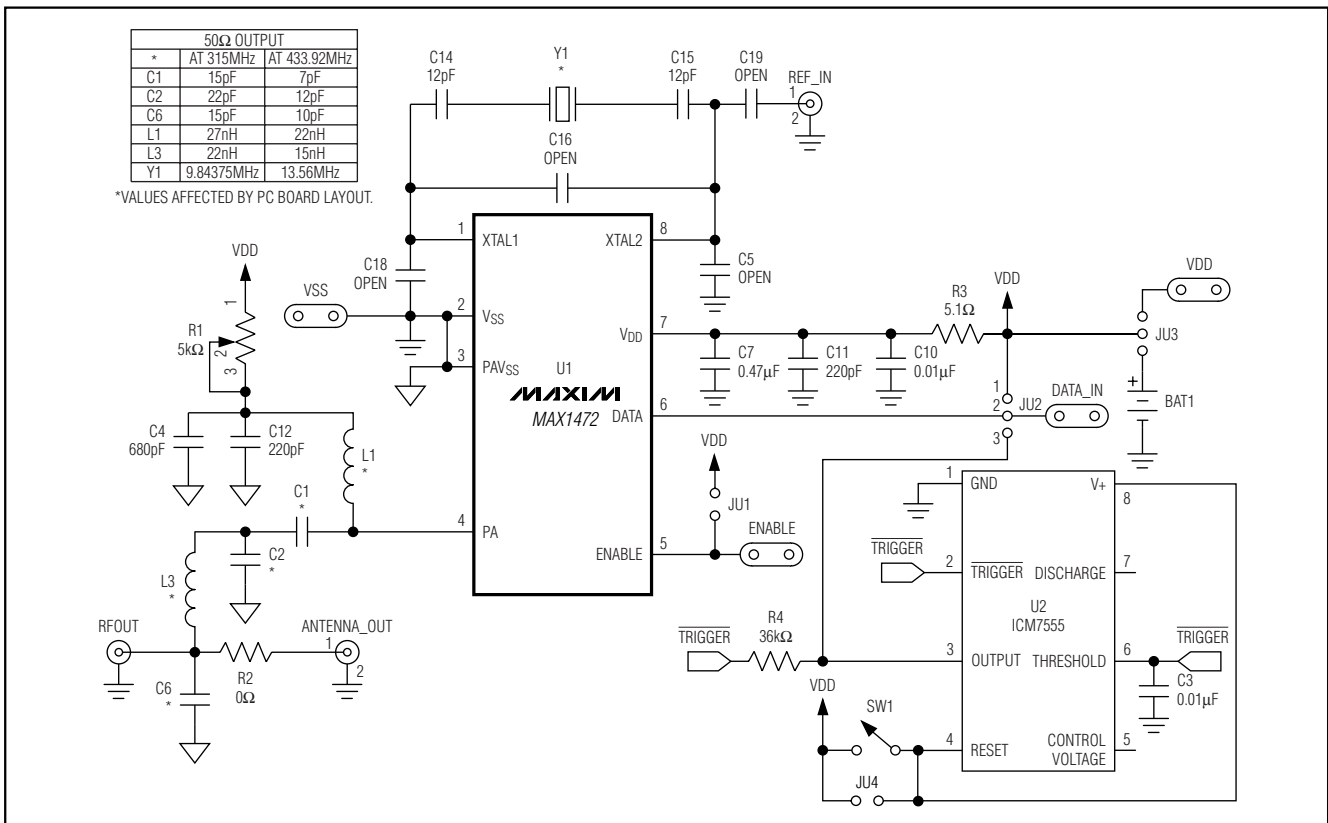 50Ω OUTPUT
* AT 315MHz AT 433.92MHz
C1 15pF 7pF
C2 22pF 12pF
C6 15pF 10pF
L1 27nH 22nH
L3 22nH 15nH
Y1 9.84375MHz 13.56MHz
*VALUES AFFECTED BY PC BOARD LAYOUT.
C14
12pF
Y1
*
C15
12pF
C19
OPEN
REF_IN
1
2
C16
OPEN
1
XTAL1
XTAL2
8
C18
OPEN
C5
OPEN
VSS
2
VSS
3
PAVSS
U1
MAXIM
MAX1472
VDD
7
DATA
6
4
PA
ENABLE
5
VDD
1
R1
5kΩ
2
3
C4
680pF
C12
220pF
L1
*
C1
*
C2
*
L3
*
RFOUT
R2
0Ω
ANTENNA_OUT
1
2
C6
*
C7
0.47µF
C11
220pF
C10
0.01µF
R3
5.1Ω
VDD
VDD
JU3
+
BAT1
1
2
3
JU2
DATA_IN
VDD
JU1
ENABLE
1
GND
V+
8
TRIGGER
2
TRIGGER
DISCHARGE
7
U2
ICM7555
TRIGGER
R4
36kΩ
3
OUTPUT
THRESHOLD
6
TRIGGER
C3
0.01µF
VDD
SW1
4
RESET
CONTROL
VOLTAGE
5
JU4